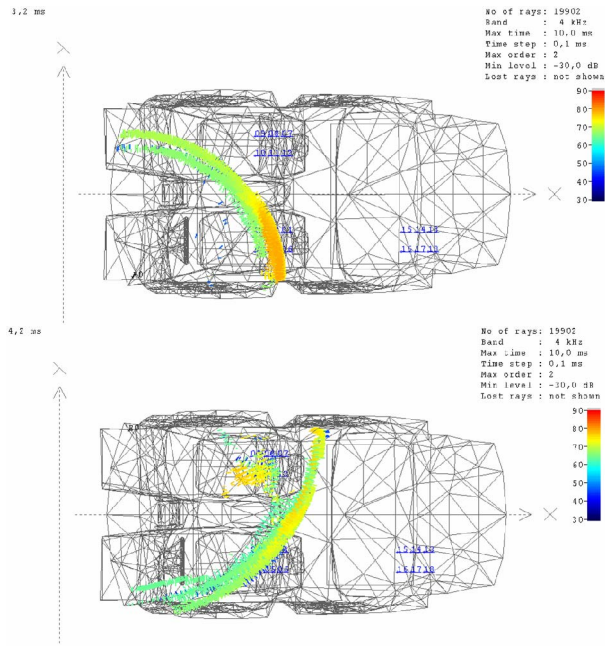 3,2 ms
No of rays: 19902
Band : 4 kHz
Max time : 10,0 ms
Time step : 0,1 ms
Max order : 2
Min level : -30,0 dB
Lost rays : not shown
90
80
70
60
50
40
30
X
4,2 ms
No of rays: 19902
Band : 4 kHz
Max time : 10,0 ms
Time step : 0,1 ms
Max order : 2
Min level : -30,0 dB
Lost rays : not shown
90
80
70
60
50
40
30
X